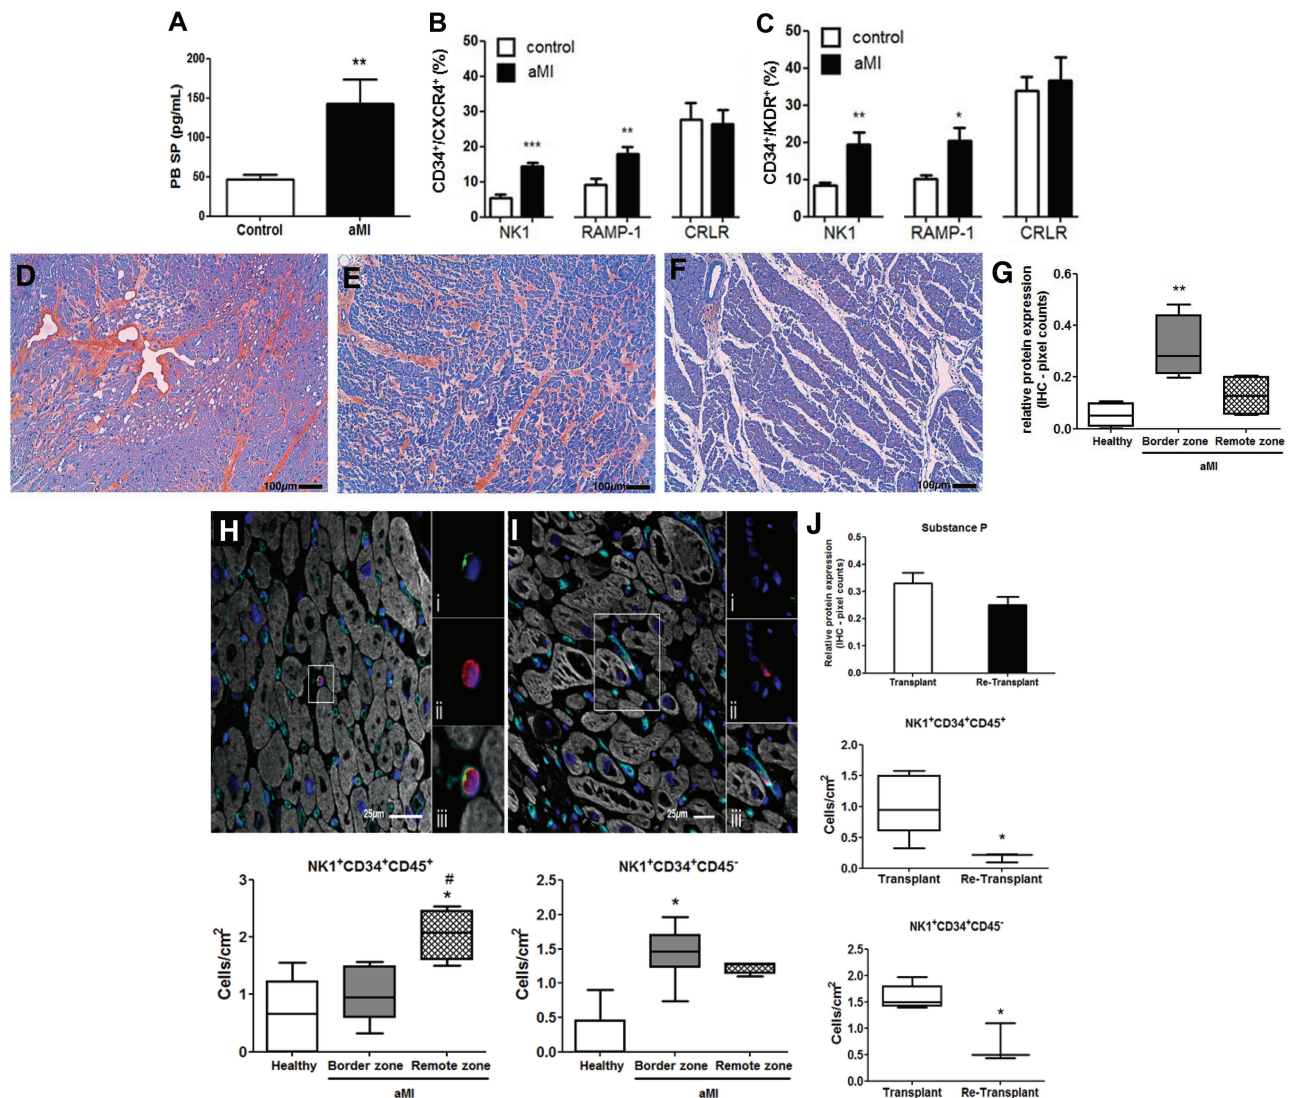 A
PB SP (pg/mL)
200
150
100
50
0
**
Control
aMI
B
CD34⁺/CXCR4⁺ (%)
50
40
30
20
10
0
control
aMI
***
**
NK1
RAMP-1
CRLR
C
CD34⁺/KDR⁺ (%)
50
40
30
20
10
0
control
aMI
**
*
NK1
RAMP-1
CRLR
D
100μm
E
100μm
F
100μm
G
relative protein expression
(IHC - pixel counts)
0.6
0.4
0.2
0.0
**
Healthy
Border zone
Remote zone
aMI
H
i
ii
iii
25μm
I
i
ii
iii
25μm
J
Substance P
Relative protein expression
(IHC - pixel counts)
0.5
0.4
0.3
0.2
0.1
0.0
Transplant
Re-Transplant
NK1⁺CD34⁺CD45⁺
Cells/cm²
2.0
1.5
1.0
0.5
0.0
*
Transplant
Re-Transplant
NK1⁺CD34⁺CD45⁺
Cells/cm²
3
2
1
0
#
*
Healthy
Border zone
Remote zone
aMI
NK1⁺CD34⁺CD45⁻
Cells/cm²
2.5
2.0
1.5
1.0
0.5
0.0
*
Healthy
Border zone
Remote zone
aMI
NK1⁺CD34⁺CD45⁻
Cells/cm²
2.5
2.0
1.5
1.0
0.5
0.0
*
Transplant
Re-Transplant